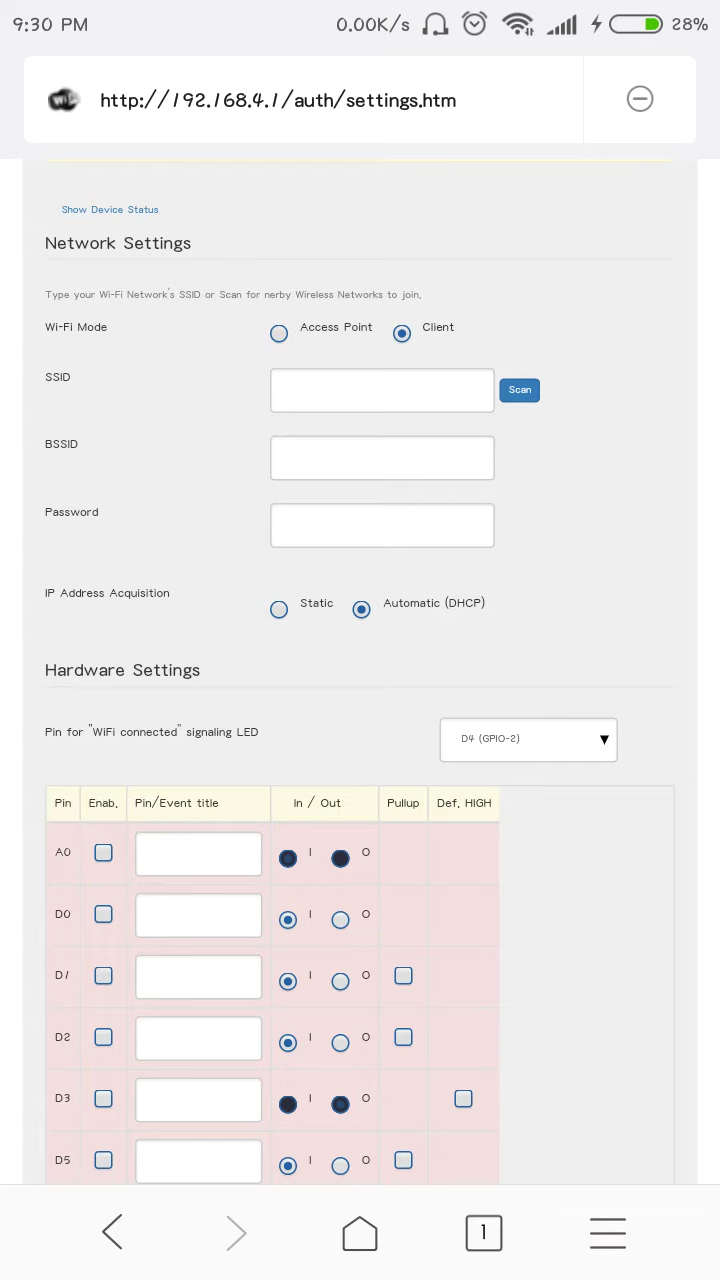 9:30 PM 0.00K/s 28%
http://192.168.4.1/auth/settings.htm
Show Device Status
Network Settings
Type your Wi-Fi Network's SSID or Scan for nerby Wireless Networks to join.
Wi-Fi Mode Access Point Client
SSID Scan
BSSID
Password
IP Address Acquisition Static Automatic (DHCP)
Hardware Settings
Pin for "WiFi connected" signaling LED D4 (GPIO-2)
Pin Enab. Pin/Event title In / Out Pullup Def. HIGH
A0 I O
D0 I O
D1 I O
D2 I O
D3 I O
D5 I O
1